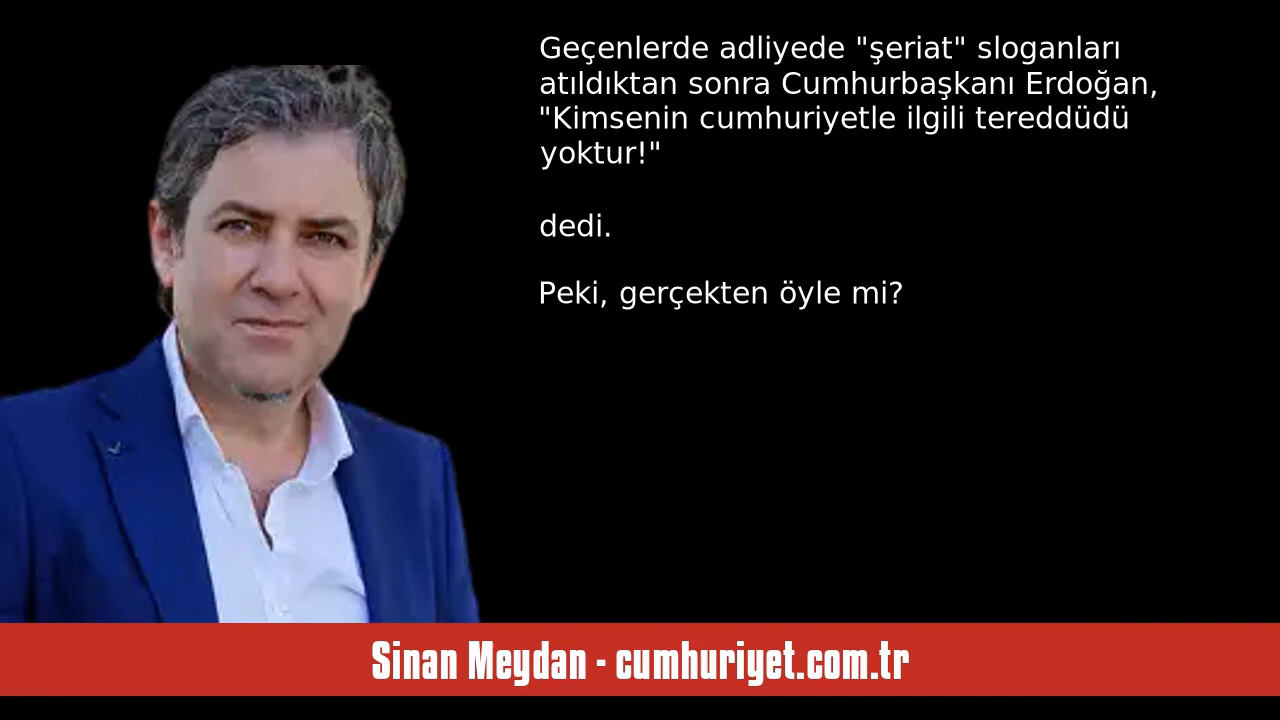 Geçenlerde adliyede "şeriat" sloganları
atıldıktan sonra Cumhurbaşkanı Erdoğan,
"Kimsenin cumhuriyetle ilgili tereddüdü
yoktur!"
dedi.
Peki, gerçekten öyle mi?
Sinan Meydan - cumhuriyet.com.tr